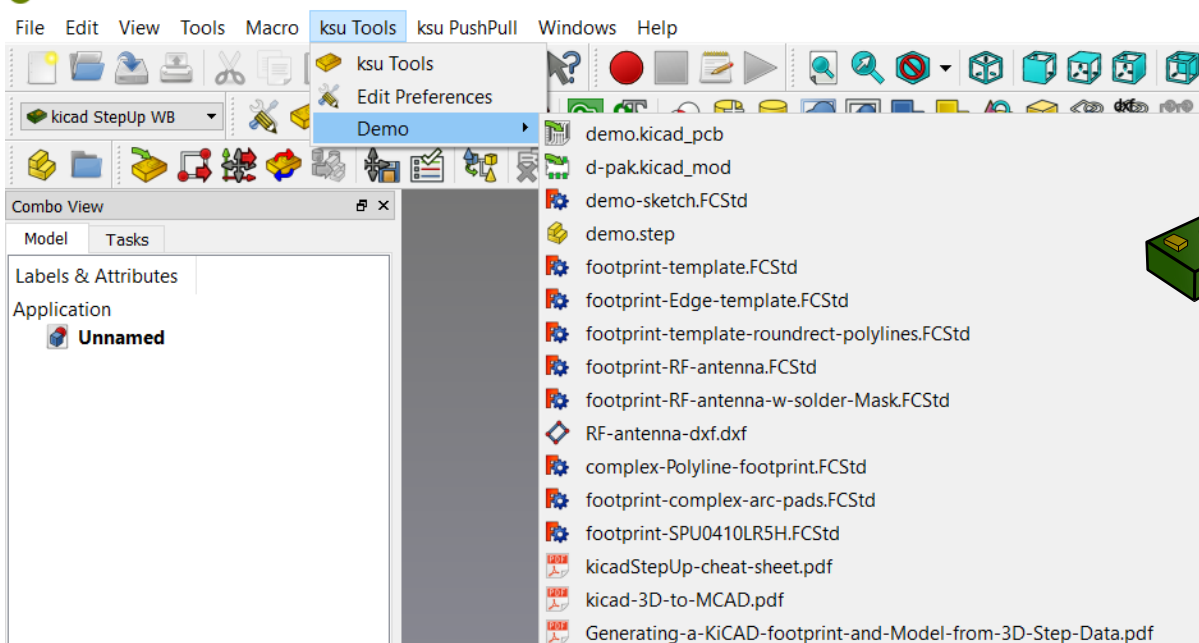 File Edit View Tools Macro ksu Tools ksu PushPull Windows Help
ksu Tools
Edit Preferences
Demo
kicad StepUp WB
demo.kicad_pcb
d-pak.kicad_mod
demo-sketch.FCStd
demo.step
footprint-template.FCStd
footprint-Edge-template.FCStd
footprint-template-roundrect-polylines.FCStd
footprint-RF-antenna.FCStd
footprint-RF-antenna-w-solder-Mask.FCStd
RF-antenna-dxf.dxf
complex-Polyline-footprint.FCStd
footprint-complex-arc-pads.FCStd
footprint-SPU0410LR5H.FCStd
kicadStepUp-cheat-sheet.pdf
kicad-3D-to-MCAD.pdf
Generating-a-KiCAD-footprint-and-Model-from-3D-Step-Data.pdf
Combo View
Model Tasks
Labels & Attributes
Application
Unnamed